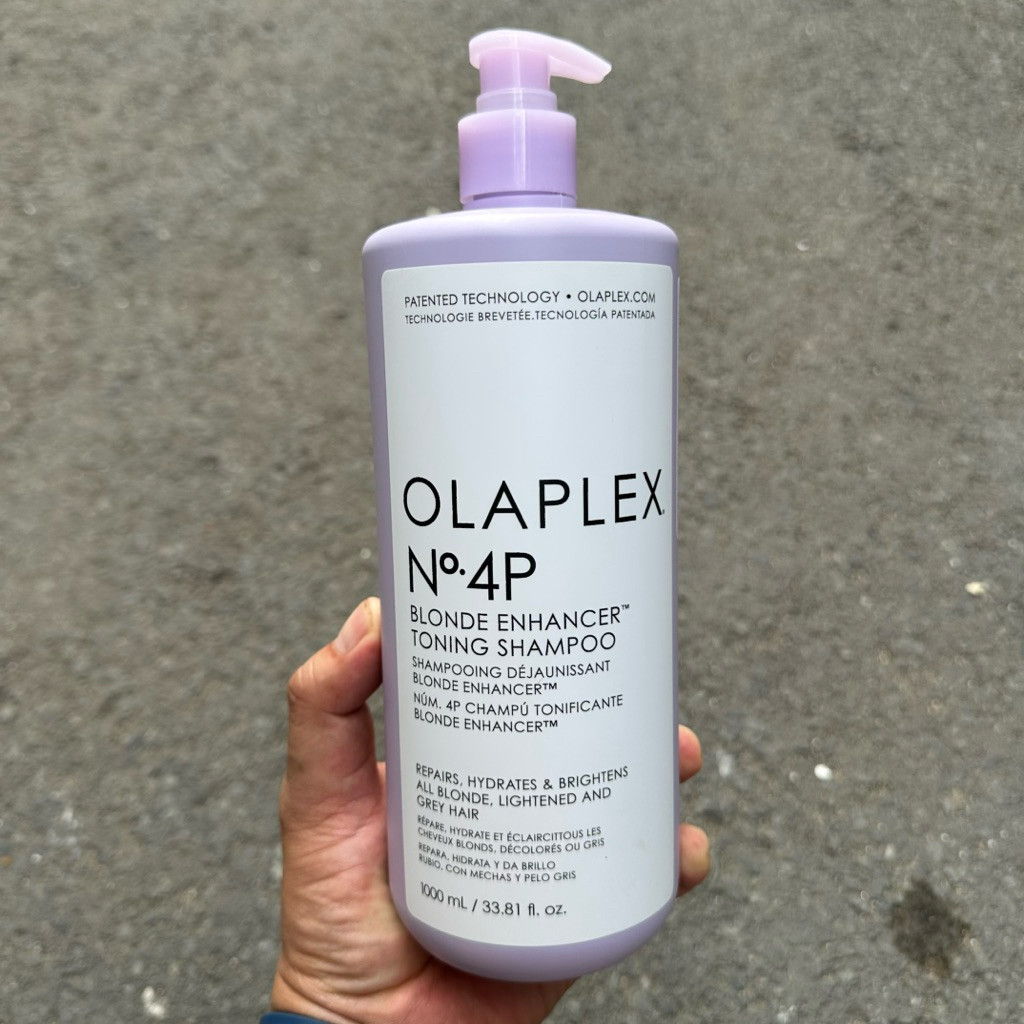 PATENTED TECHNOLOGY • OLAPLEX.COM
TECHNOLOGIE BREVETÉE.TECNOLOGÍA PATENTADA
OLAPLEX.
Nº.4P
BLONDE ENHANCER™
TONING SHAMPOO
SHAMPOOING DÉJAUNISSANT
BLONDE ENHANCER™
NÚM. 4P CHAMPÚ TONIFICANTE
BLONDE ENHANCER™
REPAIRS, HYDRATES & BRIGHTENS
ALL BLONDE, LIGHTENED AND
GREY HAIR
RÉPARE, HYDRATE ET ÉCLAIRCITTOUS LES
CHEVEUX BLONDS, DÉCOLORÉS OU GRIS
REPARA, HIDRATA Y DA BRILLO
RUBIO, CON MECHAS Y PELO GRIS
1000 mL / 33.81 fl. oz.